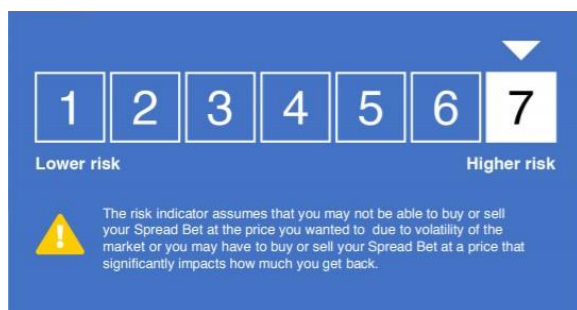 1 2 3 4 5 6 7
Lower risk Higher risk
The risk indicator assumes that you may not be able to buy or sell
your Spread Bet at the price you wanted to due to volatility of the
market or you may have to buy or sell your Spread Bet at a price that
significantly impacts how much you get back.